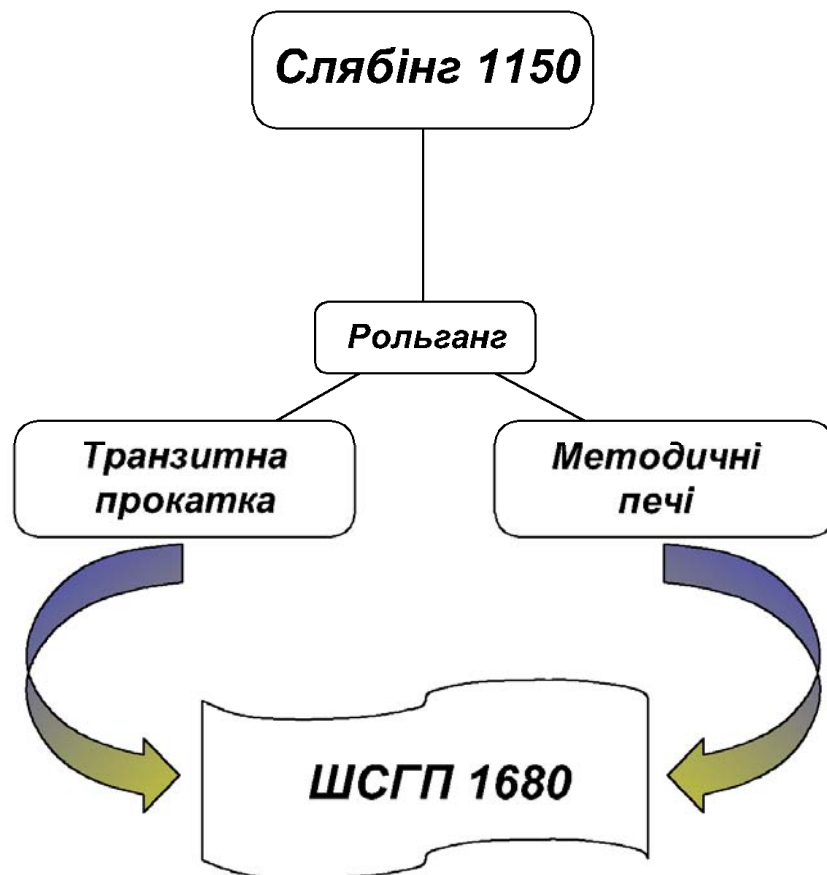 Слябінг 1150
Рольганг
Транзитна
прокатка
Методичні
печі
ШСГП 1680